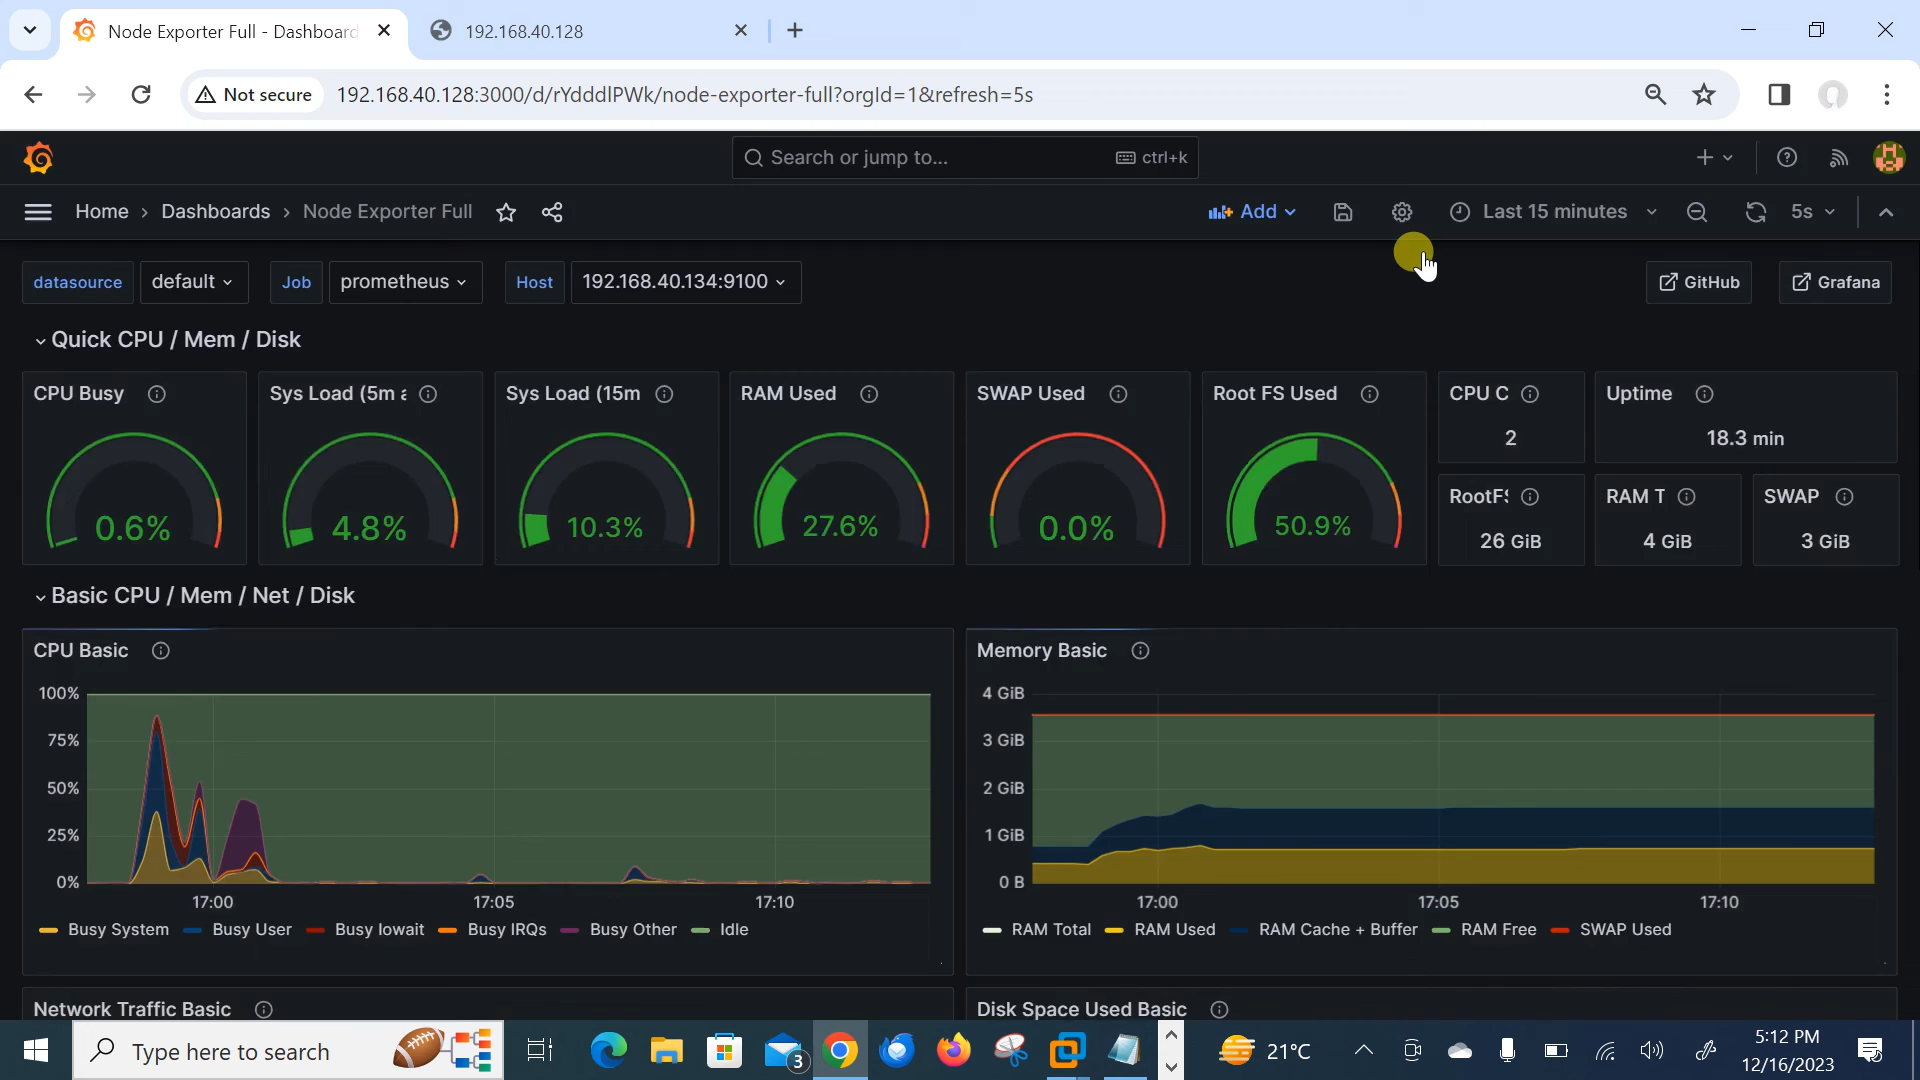 Node Exporter Full - Dashboard
192.168.40.128
Not secure
192.168.40.128:3000/d/rYdddlPWk/node-exporter-full?orgId=1&refresh=5s
Search or jump to...
ctrl+k
Home › Dashboards › Node Exporter Full
Add
Last 15 minutes
5s
datasource
default
Job
prometheus
Host
192.168.40.134:9100
GitHub
Grafana
Quick CPU / Mem / Disk
CPU Busy
0.6%
Sys Load (5m a
4.8%
Sys Load (15m
10.3%
RAM Used
27.6%
SWAP Used
0.0%
Root FS Used
50.9%
CPU C
2
Uptime
18.3 min
RootFS
26 GiB
RAM T
4 GiB
SWAP
3 GiB
Basic CPU / Mem / Net / Disk
CPU Basic
100%
75%
50%
25%
0%
17:00
17:05
17:10
Busy System
Busy User
Busy Iowait
Busy IRQs
Busy Other
Idle
Memory Basic
4 GiB
3 GiB
2 GiB
1 GiB
0 B
17:00
17:05
17:10
RAM Total
RAM Used
RAM Cache + Buffer
RAM Free
SWAP Used
Network Traffic Basic
Disk Space Used Basic
Type here to search
3
21°C
5:12 PM
12/16/2023